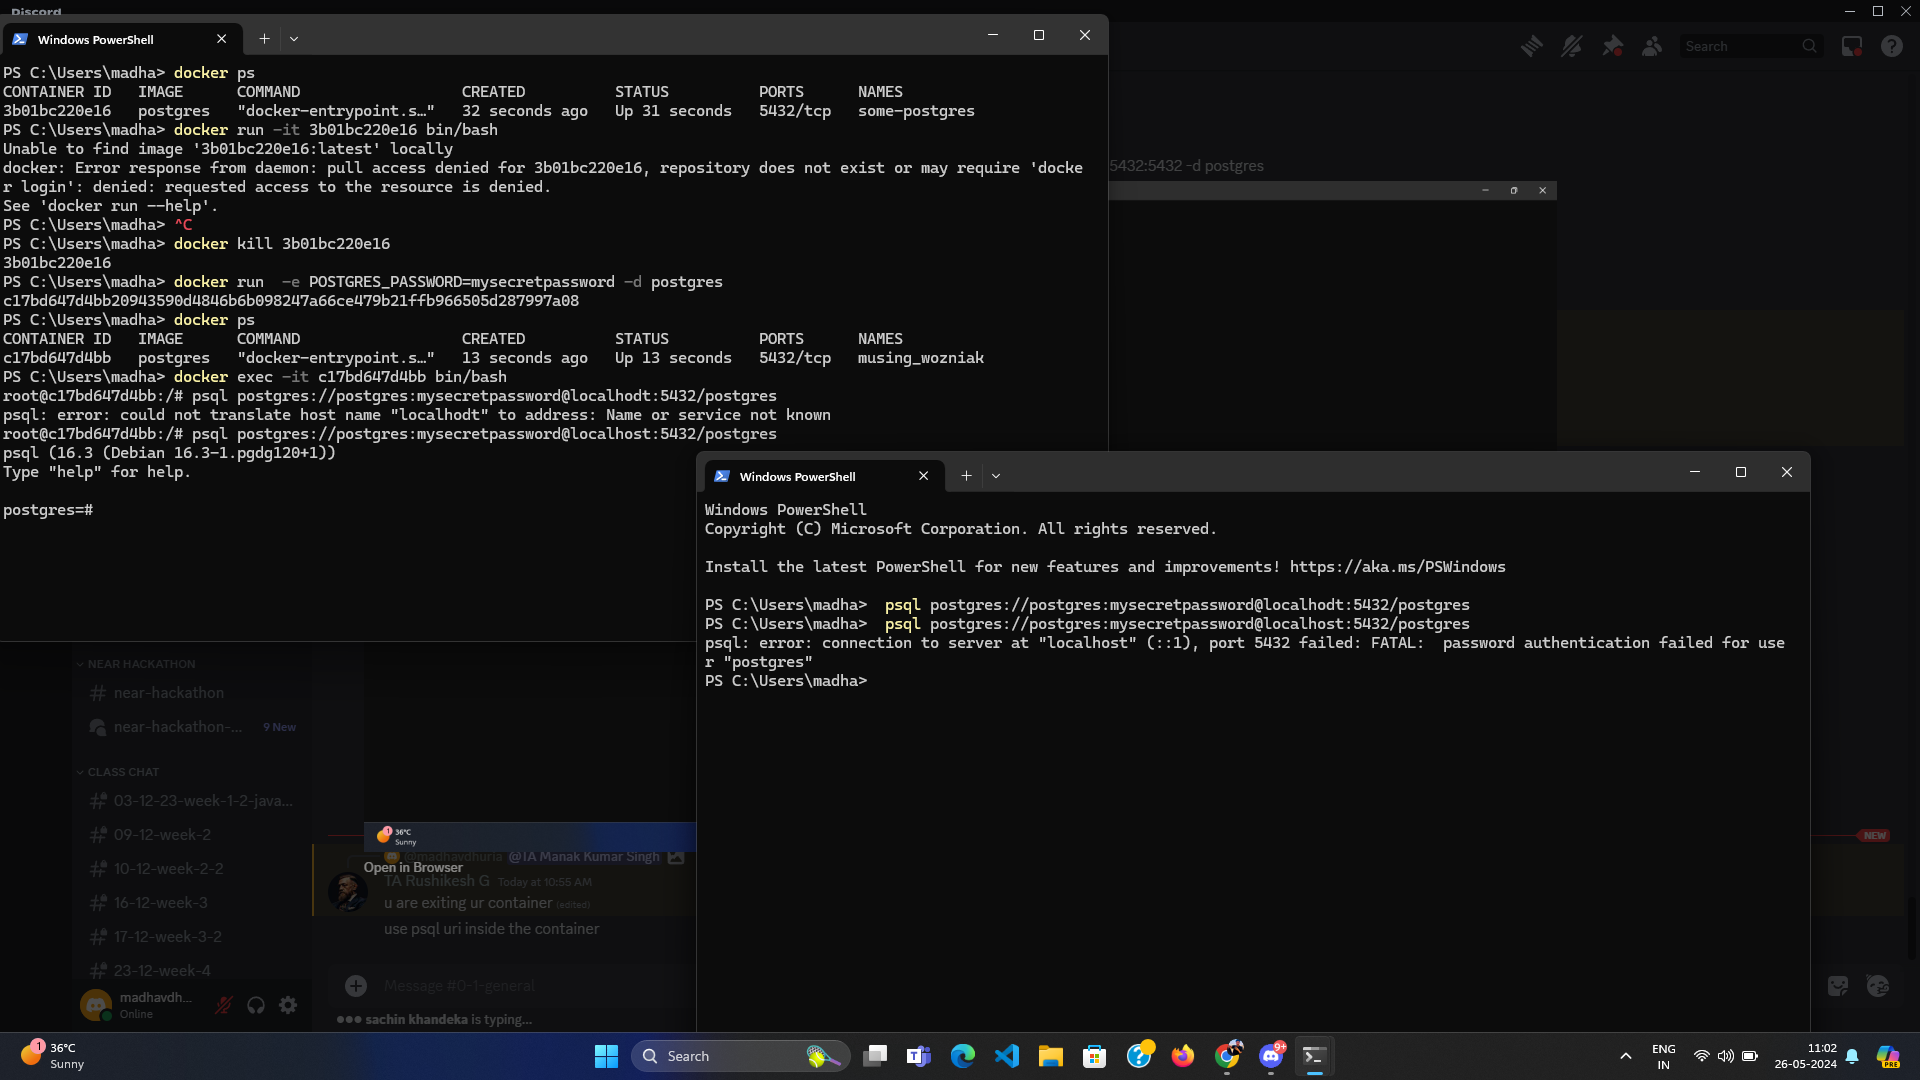 Discord
Windows PowerShell
PS C:\Users\madha> docker ps
CONTAINER ID   IMAGE      COMMAND                  CREATED          STATUS          PORTS      NAMES
3b01bc220e16   postgres   "docker-entrypoint.s…"   32 seconds ago   Up 31 seconds   5432/tcp   some-postgres
PS C:\Users\madha> docker run -it 3b01bc220e16 bin/bash
Unable to find image '3b01bc220e16:latest' locally
docker: Error response from daemon: pull access denied for 3b01bc220e16, repository does not exist or may require 'docke
r login': denied: requested access to the resource is denied.
See 'docker run --help'.
PS C:\Users\madha> ^C
PS C:\Users\madha> docker kill 3b01bc220e16
3b01bc220e16
PS C:\Users\madha> docker run  -e POSTGRES_PASSWORD=mysecretpassword -d postgres
c17bd647d4bb20943590d4846b6b098247a66ce479b21ffb966505d287997a08
PS C:\Users\madha> docker ps
CONTAINER ID   IMAGE      COMMAND                  CREATED          STATUS          PORTS      NAMES
c17bd647d4bb   postgres   "docker-entrypoint.s…"   13 seconds ago   Up 13 seconds   5432/tcp   musing_wozniak
PS C:\Users\madha> docker exec -it c17bd647d4bb bin/bash
root@c17bd647d4bb:/# psql postgres://postgres:mysecretpassword@localhodt:5432/postgres
psql: error: could not translate host name "localhodt" to address: Name or service not known
root@c17bd647d4bb:/# psql postgres://postgres:mysecretpassword@localhost:5432/postgres
psql (16.3 (Debian 16.3-1.pgdg120+1))
Type "help" for help.
postgres=#
Search
5432:5432 -d postgres
Windows PowerShell
Windows PowerShell
Copyright (C) Microsoft Corporation. All rights reserved.
Install the latest PowerShell for new features and improvements! https://aka.ms/PSWindows
PS C:\Users\madha>  psql postgres://postgres:mysecretpassword@localhodt:5432/postgres
PS C:\Users\madha>  psql postgres://postgres:mysecretpassword@localhost:5432/postgres
psql: error: connection to server at "localhost" (::1), port 5432 failed: FATAL:  password authentication failed for use
r "postgres"
PS C:\Users\madha>
NEAR HACKATHON
near-hackathon
near-hackathon-... 9 New
CLASS CHAT
03-12-23-week-1-2-java...
09-12-week-2
10-12-week-2-2
16-12-week-3
17-12-week-3-2
23-12-week-4
madhavdh...
Online
1 36°C
Sunny
@madhavdhuria @TA Manak Kumar Singh
Open in Browser
TA Rushikesh G Today at 10:55 AM
u are exiting ur container (edited)
use psql uri inside the container
Message #0-1-general
sachin khandeka is typing...
NEW
1 36°C
Sunny
Search
9+
ENG
IN
11:02
26-05-2024
PRE